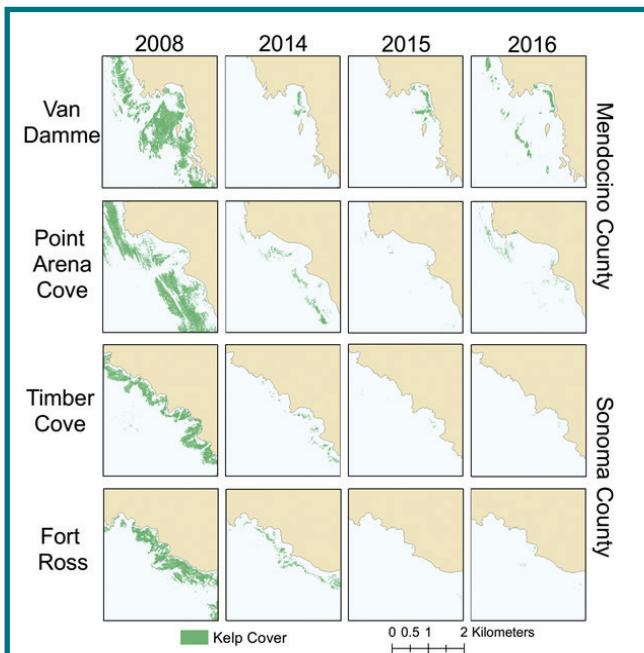 2008 2014 2015 2016
Van
Damme
Mendocino County
Point
Arena
Cove
Timber
Cove
Sonoma County
Fort
Ross
Kelp Cover
0 0.5 1 2 Kilometers